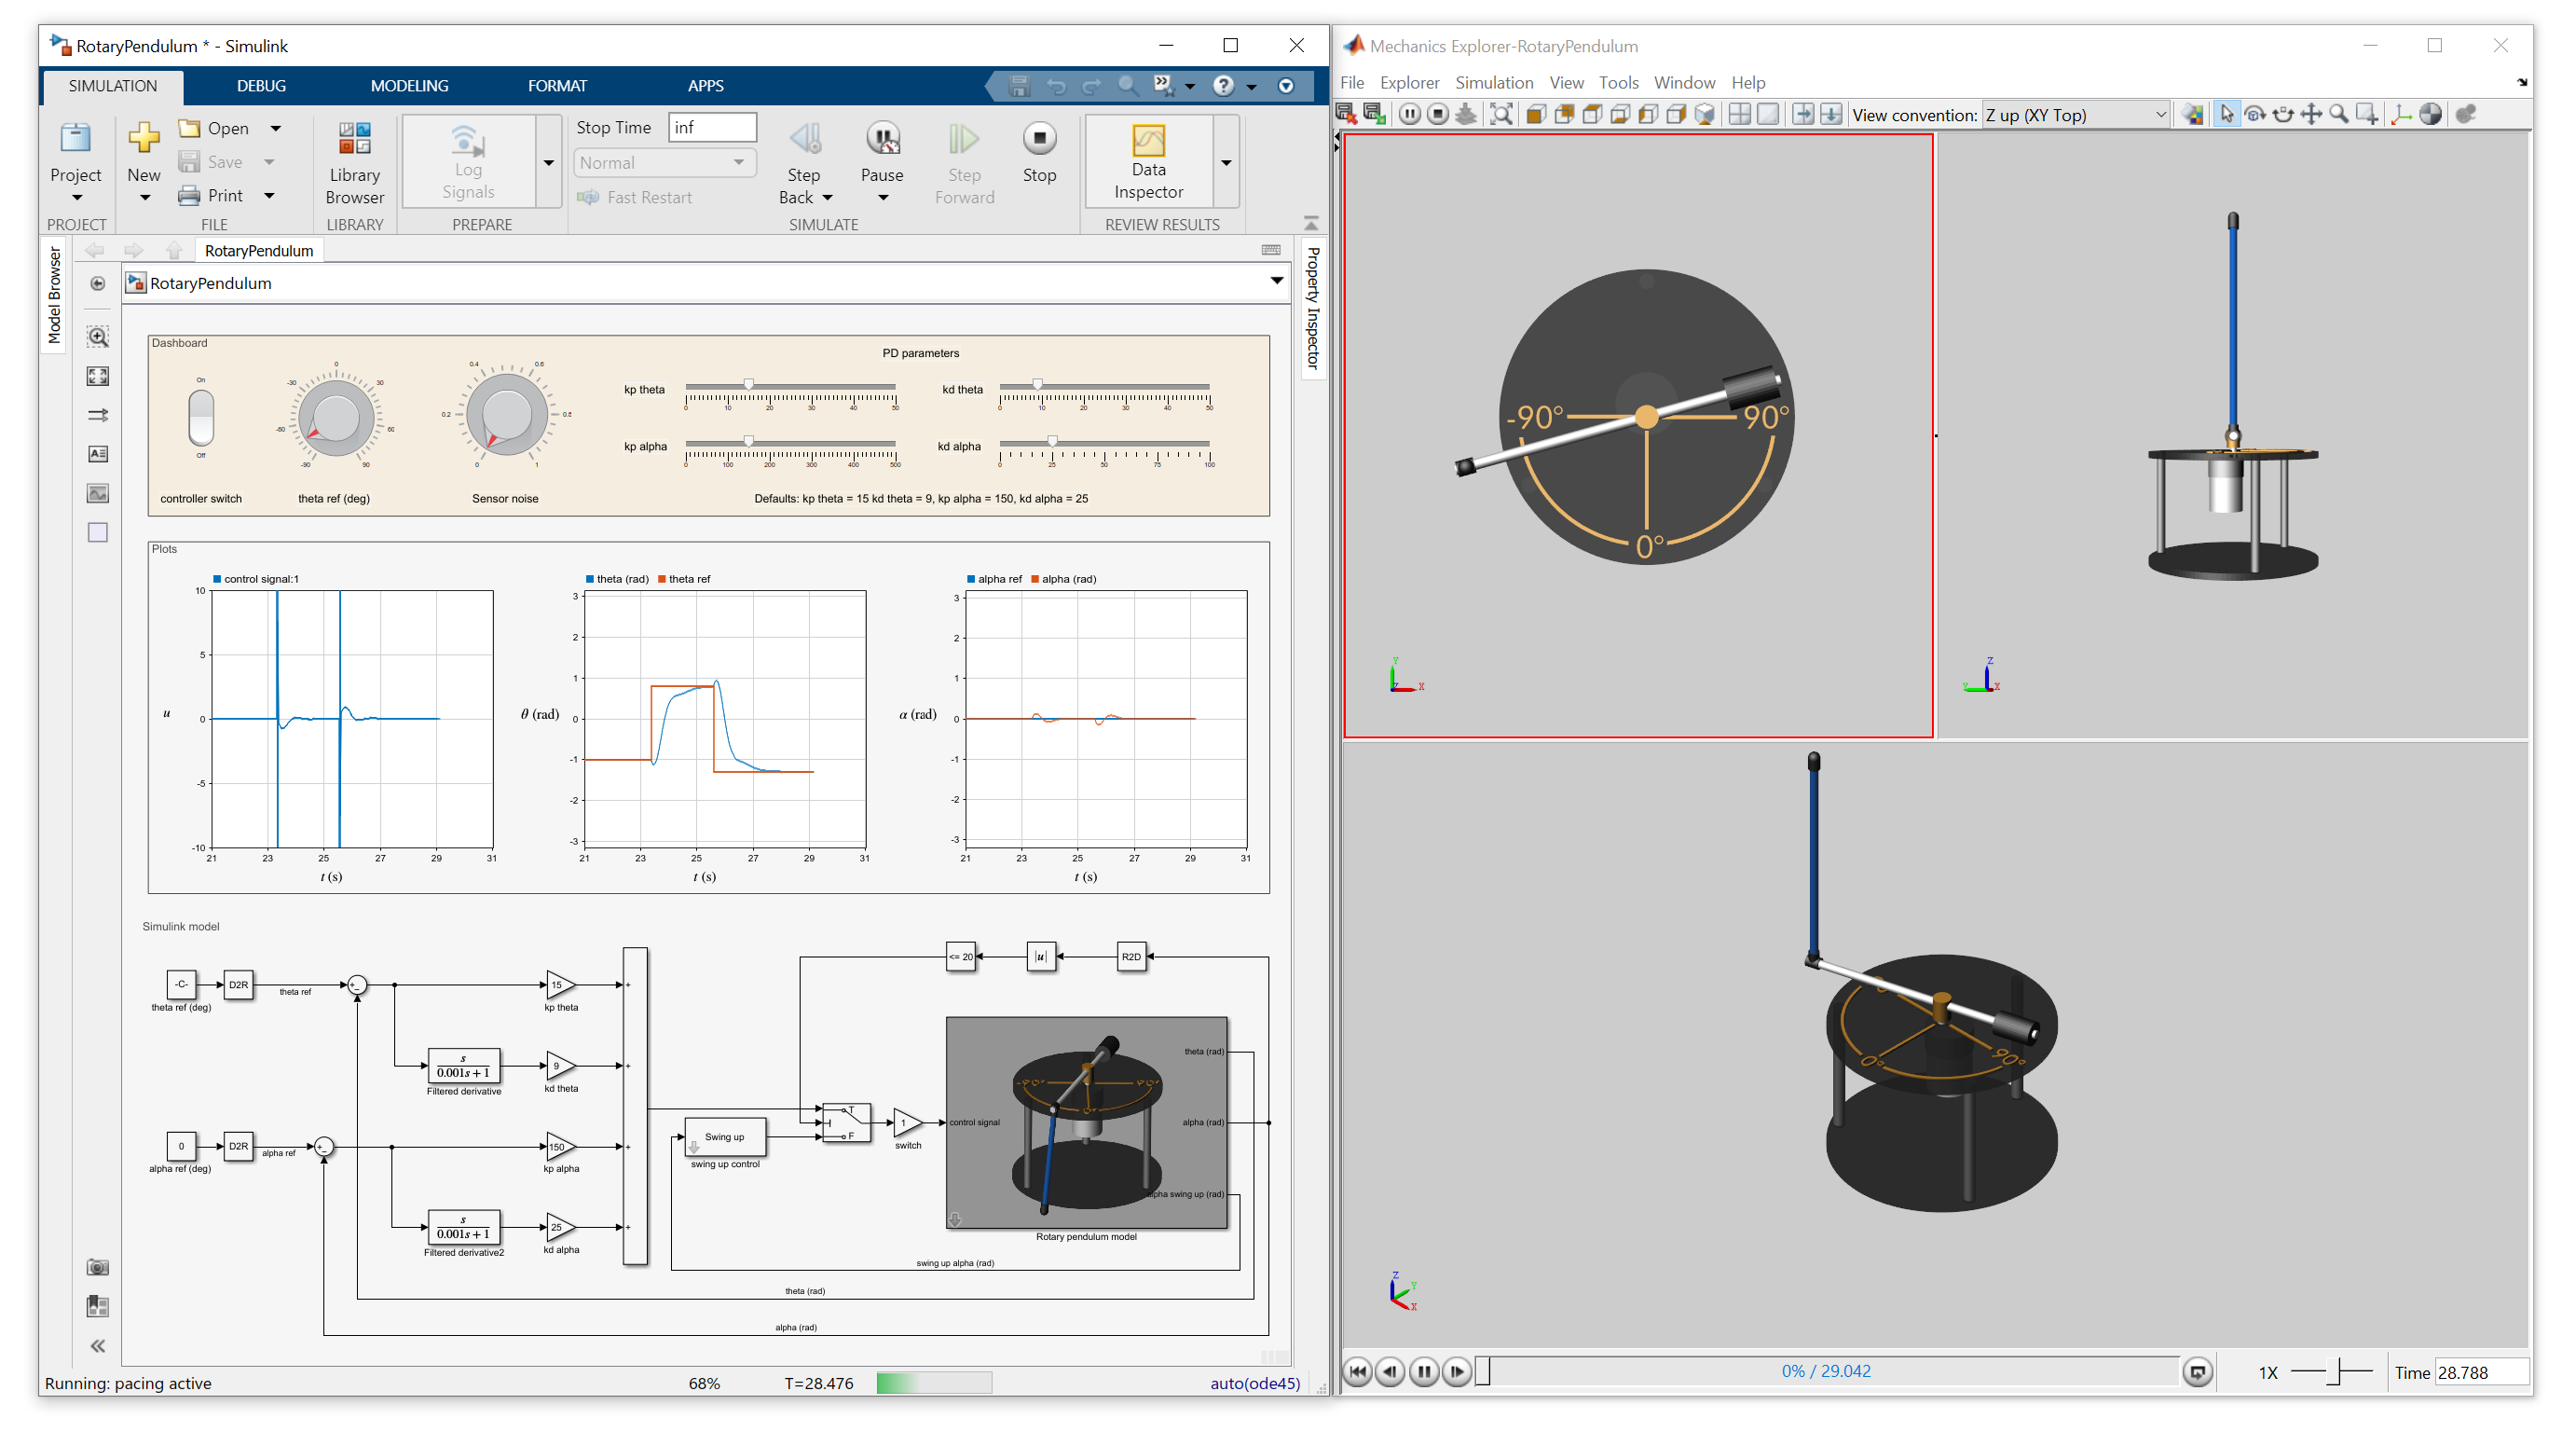 RotaryPendulum * - Simulink
SIMULATION DEBUG MODELING FORMAT APPS
Project
New
Open
Save
Print
Library
Browser
Log
Signals
Stop Time inf
Normal
Fast Restart
Step
Back
Pause
Step
Forward
Stop
Data
Inspector
PROJECT FILE LIBRARY PREPARE SIMULATE REVIEW RESULTS
Model Browser
RotaryPendulum
RotaryPendulum
Property Inspector
Dashboard
On
Off
controller switch
-90 -60 -30 0 30 60 90
theta ref (deg)
0 0.2 0.4 0.6 0.8 1
Sensor noise
PD parameters
kp theta
0 10 20 30 40 50
kd theta
0 10 20 30 40 50
kp alpha
0 100 200 300 400 500
kd alpha
0 25 50 75 100
Defaults: kp theta = 15 kd theta = 9, kp alpha = 150, kd alpha = 25
Plots
control signal:1
10
5
0
-5
-10
u
21 23 25 27 29 31
t (s)
theta (rad) theta ref
3
2
1
0
-1
-2
-3
θ (rad)
21 23 25 27 29 31
t (s)
alpha ref alpha (rad)
3
2
1
0
-1
-2
-3
α (rad)
21 23 25 27 29 31
t (s)
Simulink model
-C-
theta ref (deg)
D2R
theta ref
15
kp theta
s
0.001s + 1
Filtered derivative
9
kd theta
0
alpha ref (deg)
D2R
alpha ref
150
kp alpha
s
0.001s + 1
Filtered derivative2
25
kd alpha
<= 20
|u|
R2D
Swing up
swing up control
T
F
1
switch
control signal
theta (rad)
alpha (rad)
alpha swing up (rad)
-90° 90°
0°
Rotary pendulum model
swing up alpha (rad)
theta (rad)
alpha (rad)
Running: pacing active
68%
T=28.476
auto(ode45)
Mechanics Explorer-RotaryPendulum
File Explorer Simulation View Tools Window Help
View convention: Z up (XY Top)
-90° 90°
0°
Y
Z X
Z
Y X
0° 90°
Z
Y
X
0% / 29.042
1X
Time 28.788